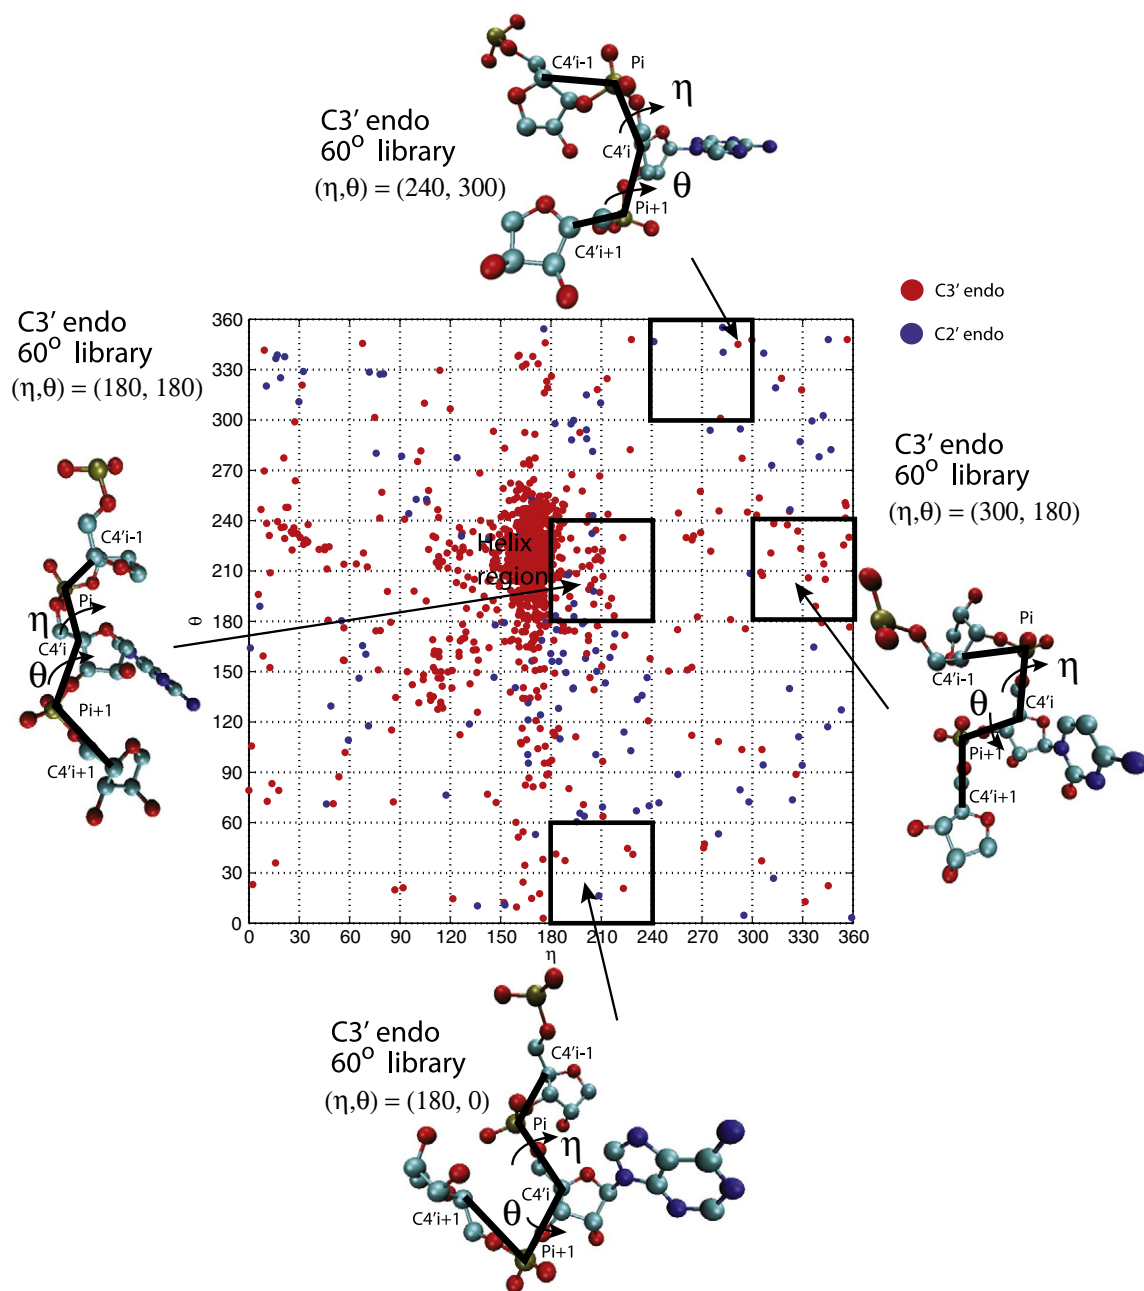 C4'i-1
Pi
η
C3' endo
60° library
(η,θ) = (240, 300)
C4'i
θ
Pi+1
C4'i+1
C3' endo
C2' endo
C3' endo
60° library
(η,θ) = (180, 180)
C4'i-1
Pi
η
C4'i
θ
Pi+1
C4'i+1
360
330
300
270
240
210
180
150
120
90
60
30
0
θ
Helix
region
0 30 60 90 120 150 180 210 240 270 300 330 360
η
C3' endo
60° library
(η,θ) = (300, 180)
Pi
C4'i-1
η
θ
C4'i
Pi+1
C4'i+1
C3' endo
60° library
(η,θ) = (180, 0)
C4'i-1
Pi
η
C4'i
C4'i+1
θ
Pi+1